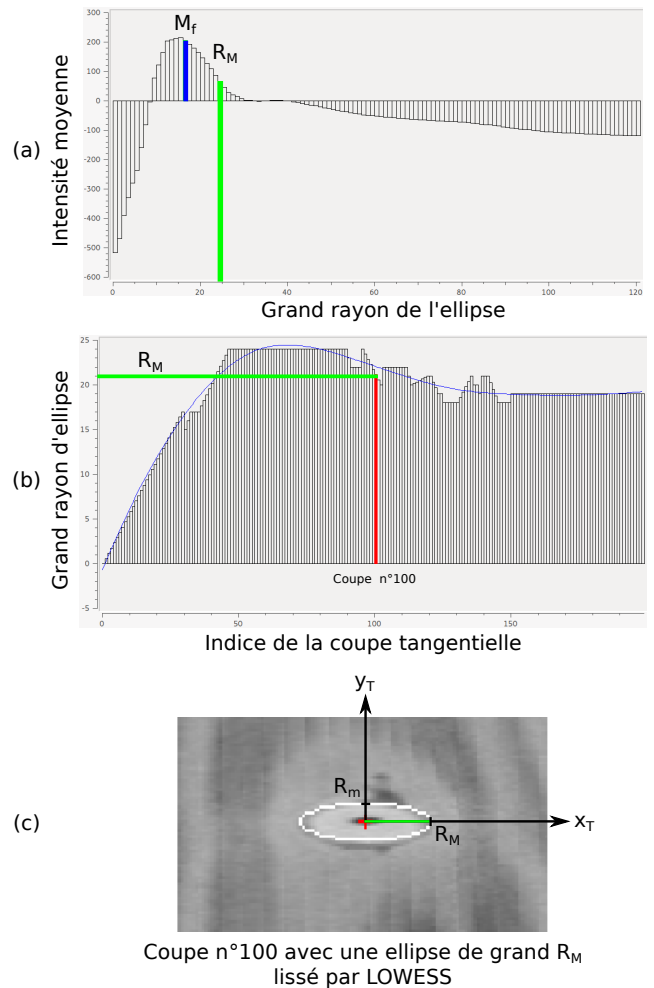 (a)
Intensité moyenne
300
200
100
0
-100
-200
-300
-400
-500
-600
M_f
R_M
0
20
40
60
80
100
120
Grand rayon de l'ellipse
(b)
Grand rayon d'ellipse
25
20
15
10
5
0
-5
R_M
Coupe n°100
0
50
100
150
Indice de la coupe tangentielle
(c)
y_T
R_m
R_M
x_T
Coupe n°100 avec une ellipse de grand R_M
lissé par LOWESS